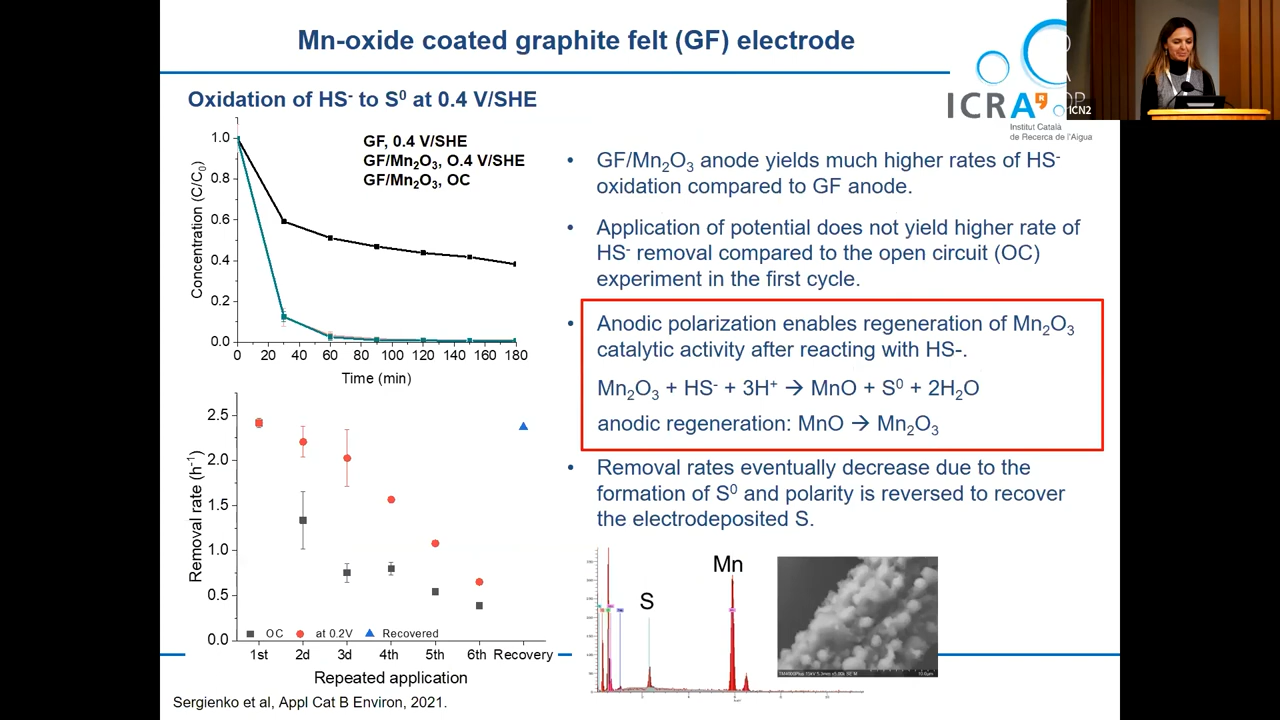 Mn-oxide coated graphite felt (GF) electrode
ICRA
Institut Català
de Recerca de l'Aigua
1CN2
Oxidation of HS- to S0 at 0.4 V/SHE
GF, 0.4 V/SHE
GF/Mn2O3, O.4 V/SHE
GF/Mn2O3, OC
Concentration (C/C0)
1.0
0.8
0.6
0.4
0.2
0.0
0 20 40 60 80 100 120 140 160 180
Time (min)
Removal rate (h-1)
2.5
2.0
1.5
1.0
0.5
0.0
OC at 0.2V Recovered
1st 2d 3d 4th 5th 6th Recovery
Repeated application
Sergienko et al, Appl Cat B Environ, 2021.
• GF/Mn2O3 anode yields much higher rates of HS-
oxidation compared to GF anode.
• Application of potential does not yield higher rate of
HS- removal compared to the open circuit (OC)
experiment in the first cycle.
• Anodic polarization enables regeneration of Mn2O3
catalytic activity after reacting with HS-.
Mn2O3 + HS- + 3H+ → MnO + S0 + 2H2O
anodic regeneration: MnO → Mn2O3
• Removal rates eventually decrease due to the
formation of S0 and polarity is reversed to recover
the electrodeposited S.
S
Mn